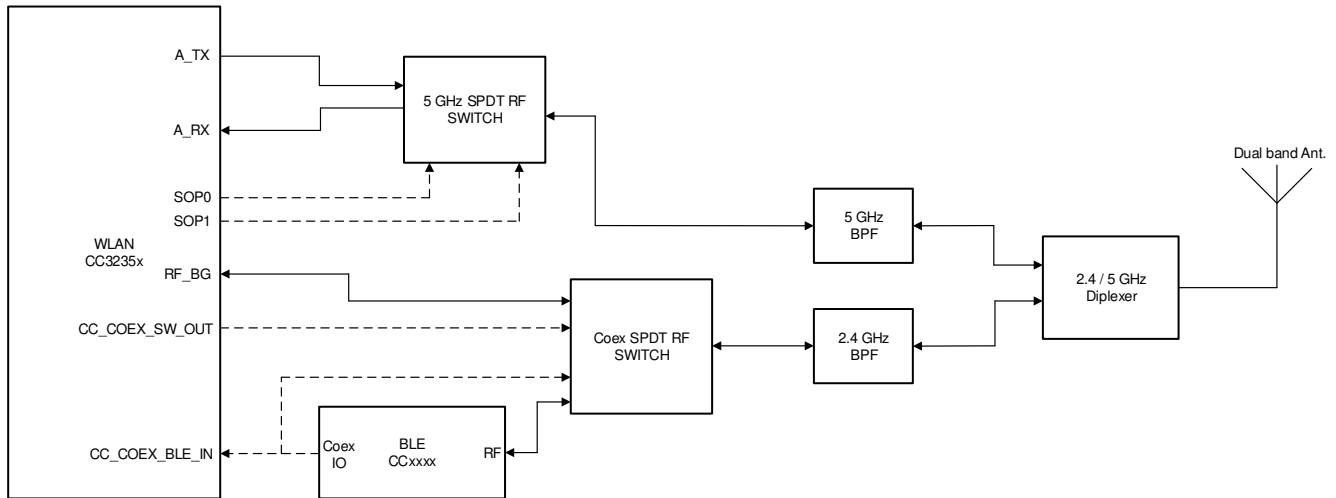 A_TX
A_RX
SOP0
SOP1
WLAN
CC3235x
RF_BG
CC_COEX_SW_OUT
CC_COEX_BLE_IN
5 GHz SPDT RF
SWITCH
Coex SPDT RF
SWITCH
Coex
IO
BLE
CCxxxx
RF
5 GHz
BPF
2.4 GHz
BPF
2.4 / 5 GHz
Diplexer
Dual band Ant.